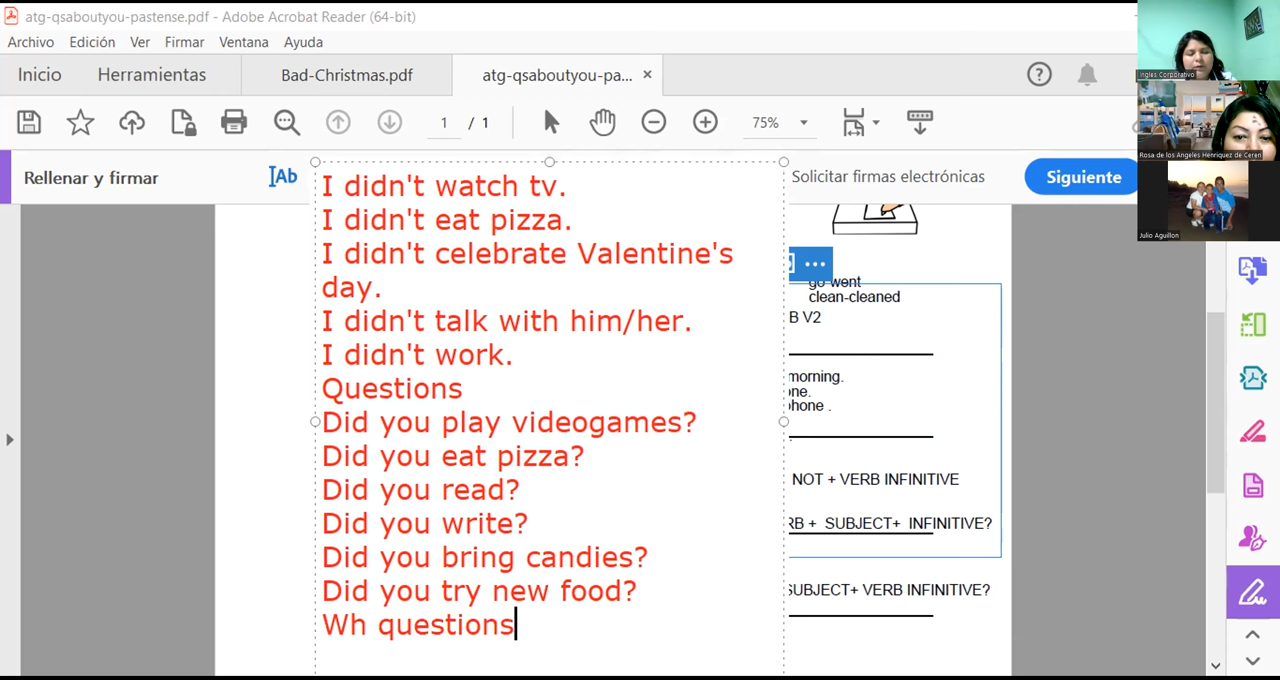 atg-qsaboutyou-pastense.pdf - Adobe Acrobat Reader (64-bit)
Archivo Edición Ver Firmar Ventana Ayuda
Inicio Herramientas Bad-Christmas.pdf atg-qsaboutyou-pa... ×
1 / 1 75%
Rellenar y firmar Ab Solicitar firmas electrónicas Siguiente
Ingles Corporativo
Rosa de los Angeles Henriquez de Ceren
Julio Aguillon
I didn't watch tv.
I didn't eat pizza.
I didn't celebrate Valentine's
day.
I didn't talk with him/her.
I didn't work.
Questions
Did you play videogames?
Did you eat pizza?
Did you read?
Did you write?
Did you bring candies?
Did you try new food?
Wh questions
go went
clean-cleaned
B V2
morning.
one.
phone .
NOT + VERB INFINITIVE
RB + SUBJECT+ INFINITIVE?
SUBJECT+ VERB INFINITIVE?